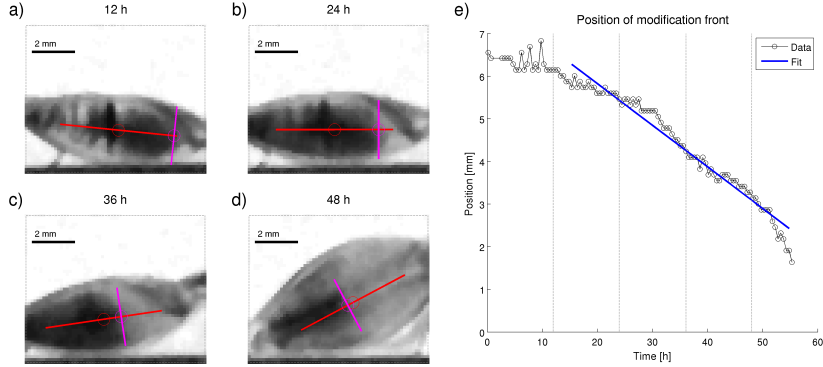 a) 12 h
2 mm
b) 24 h
2 mm
c) 36 h
2 mm
d) 48 h
2 mm
e)
Position of modification front
Data
Fit
7
6
5
4
3
2
1
0
Position [mm]
0 10 20 30 40 50 60
Time [h]